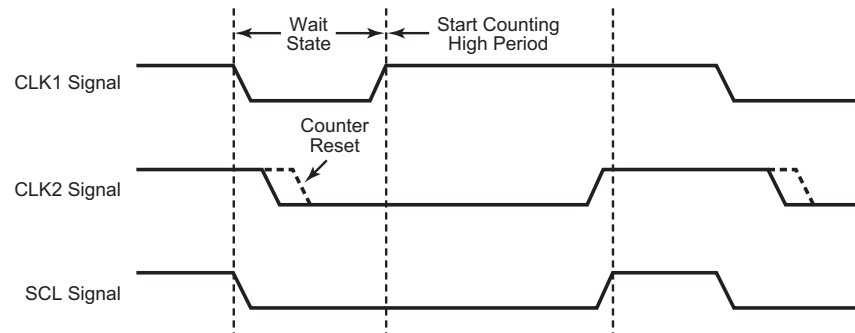 Wait
State
Start Counting
High Period
CLK1 Signal
Counter
Reset
CLK2 Signal
SCL Signal